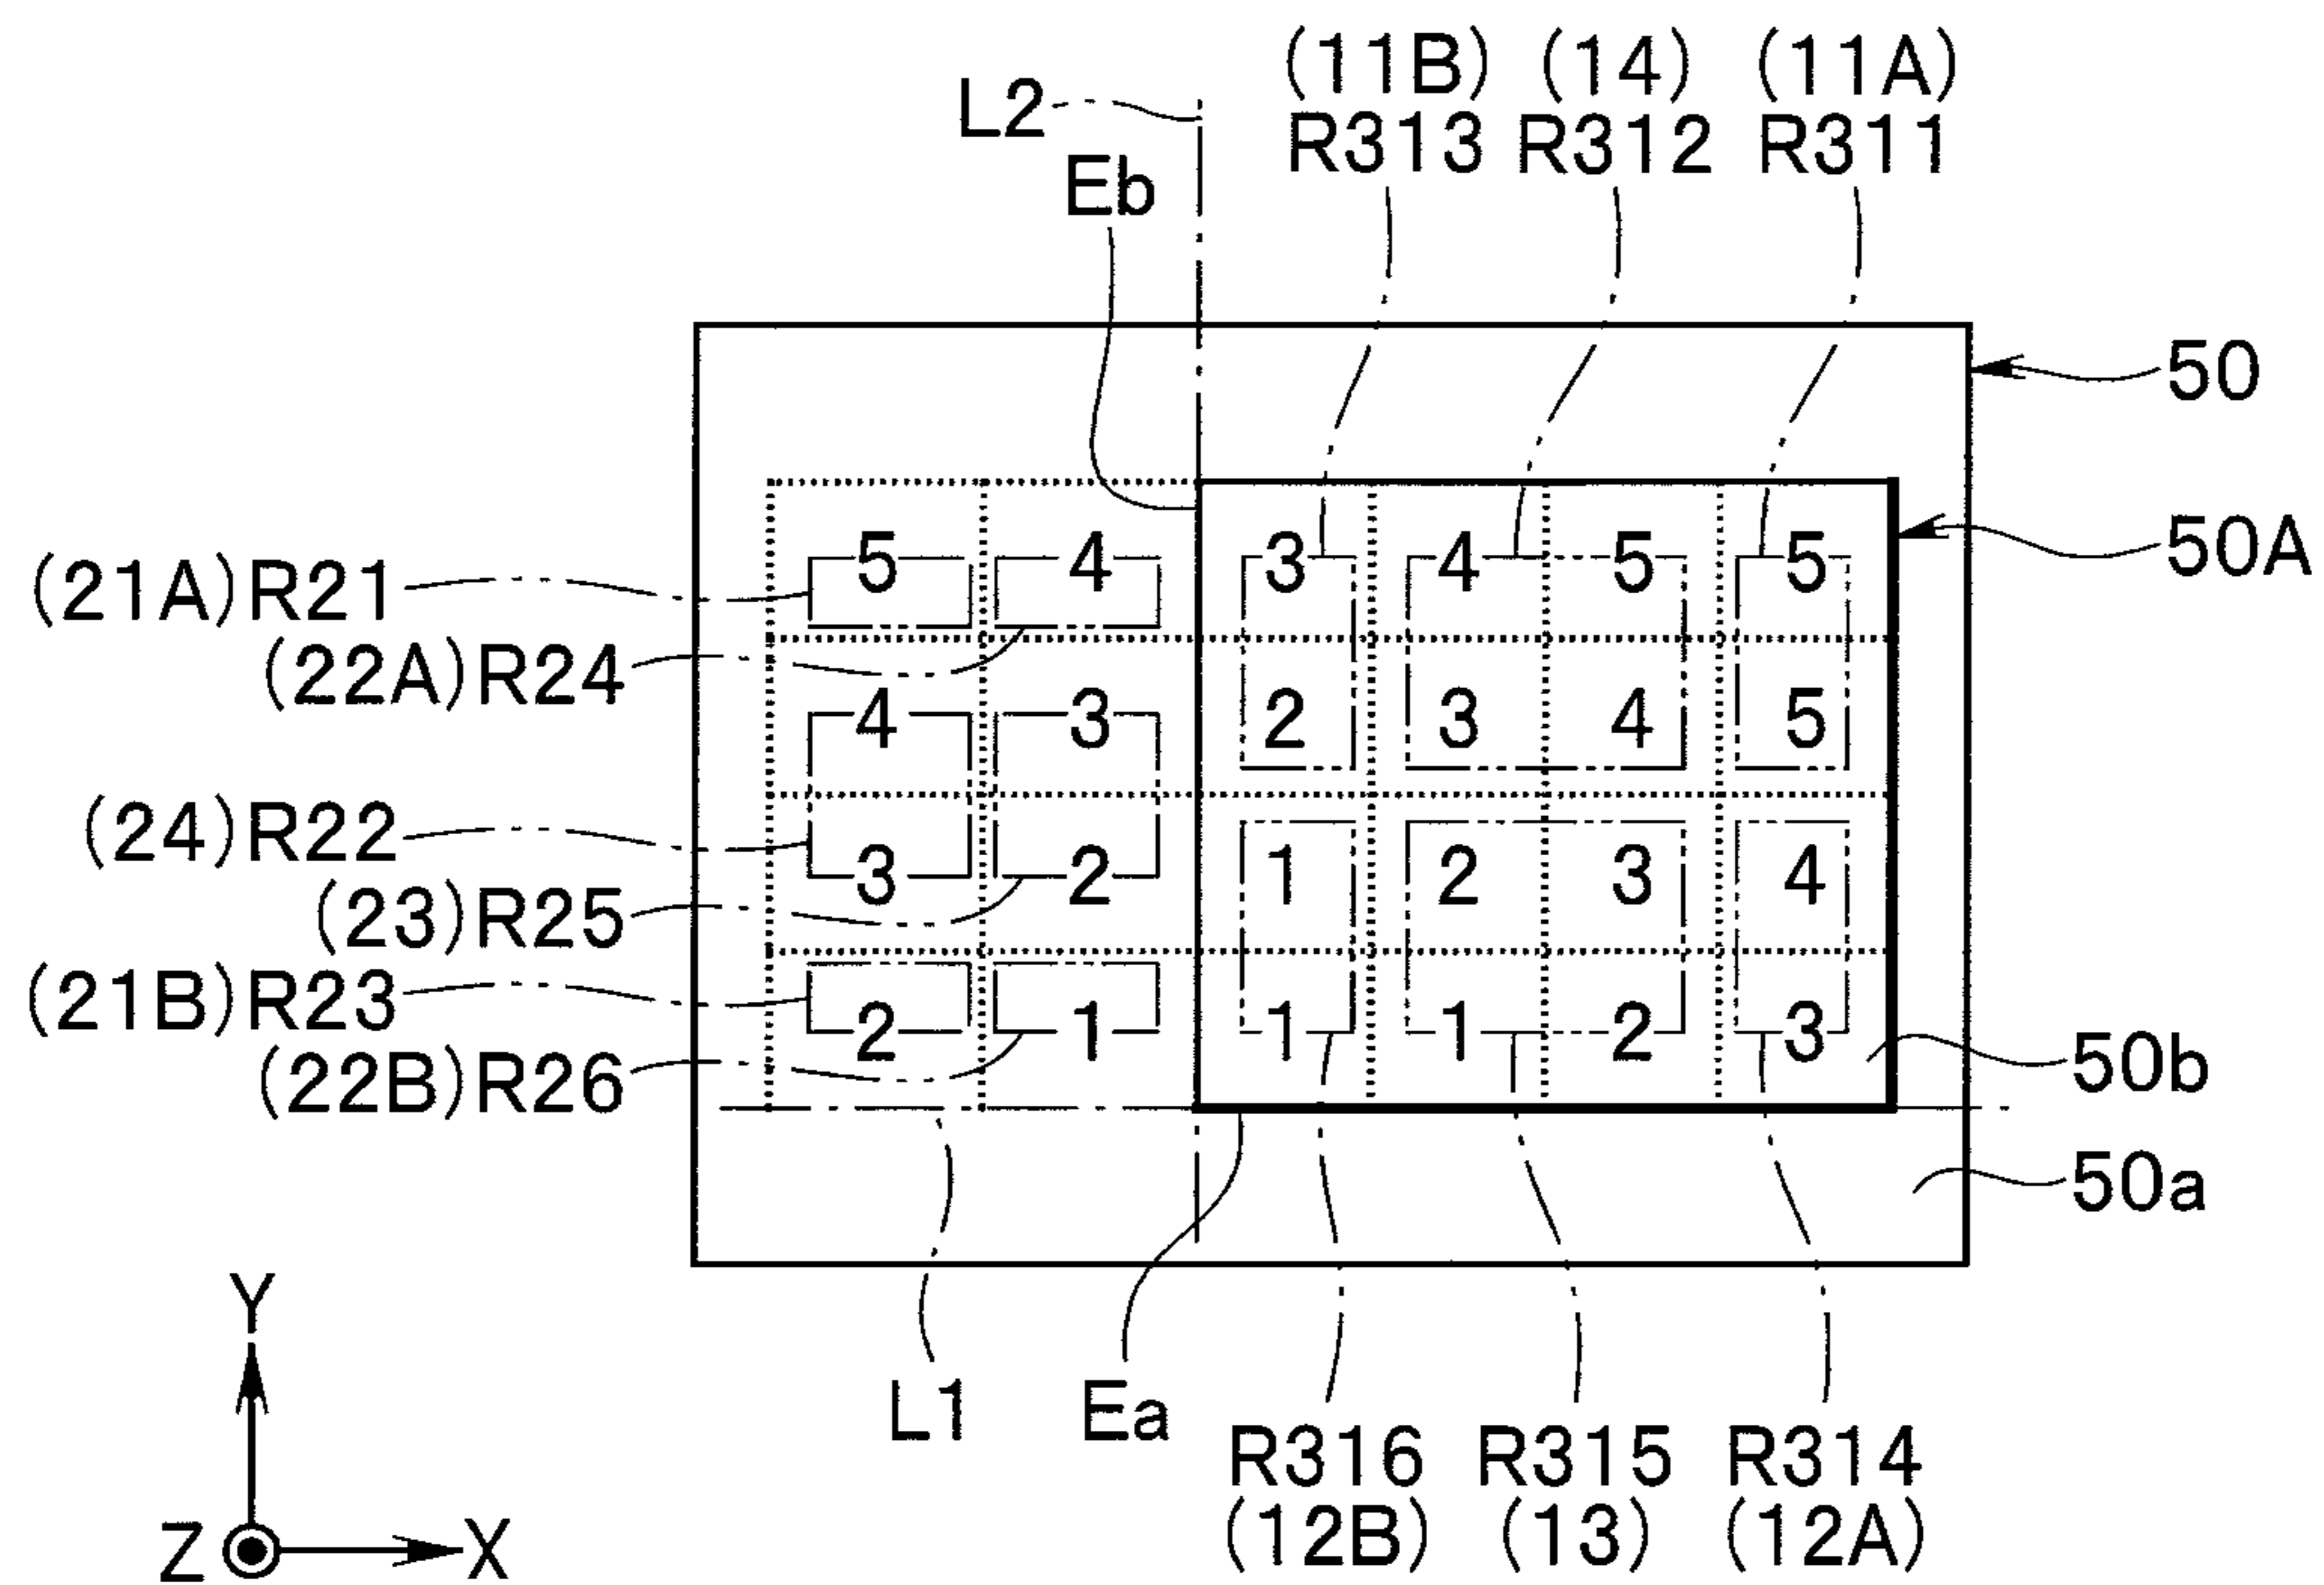 (11B) (14) (11A)
L2 R313 R312 R311
Eb
50
5 4 3 4 5 5
50A
(21A)R21
(22A)R24
4 3 2 3 4 5
(24)R22
3 2 1 2 3 4
(23)R25
(21B)R23
2 1 1 1 2 3
50b
(22B)R26
50a
Y
L1 Ea
R316 R315 R314
(12B) (13) (12A)
Z X